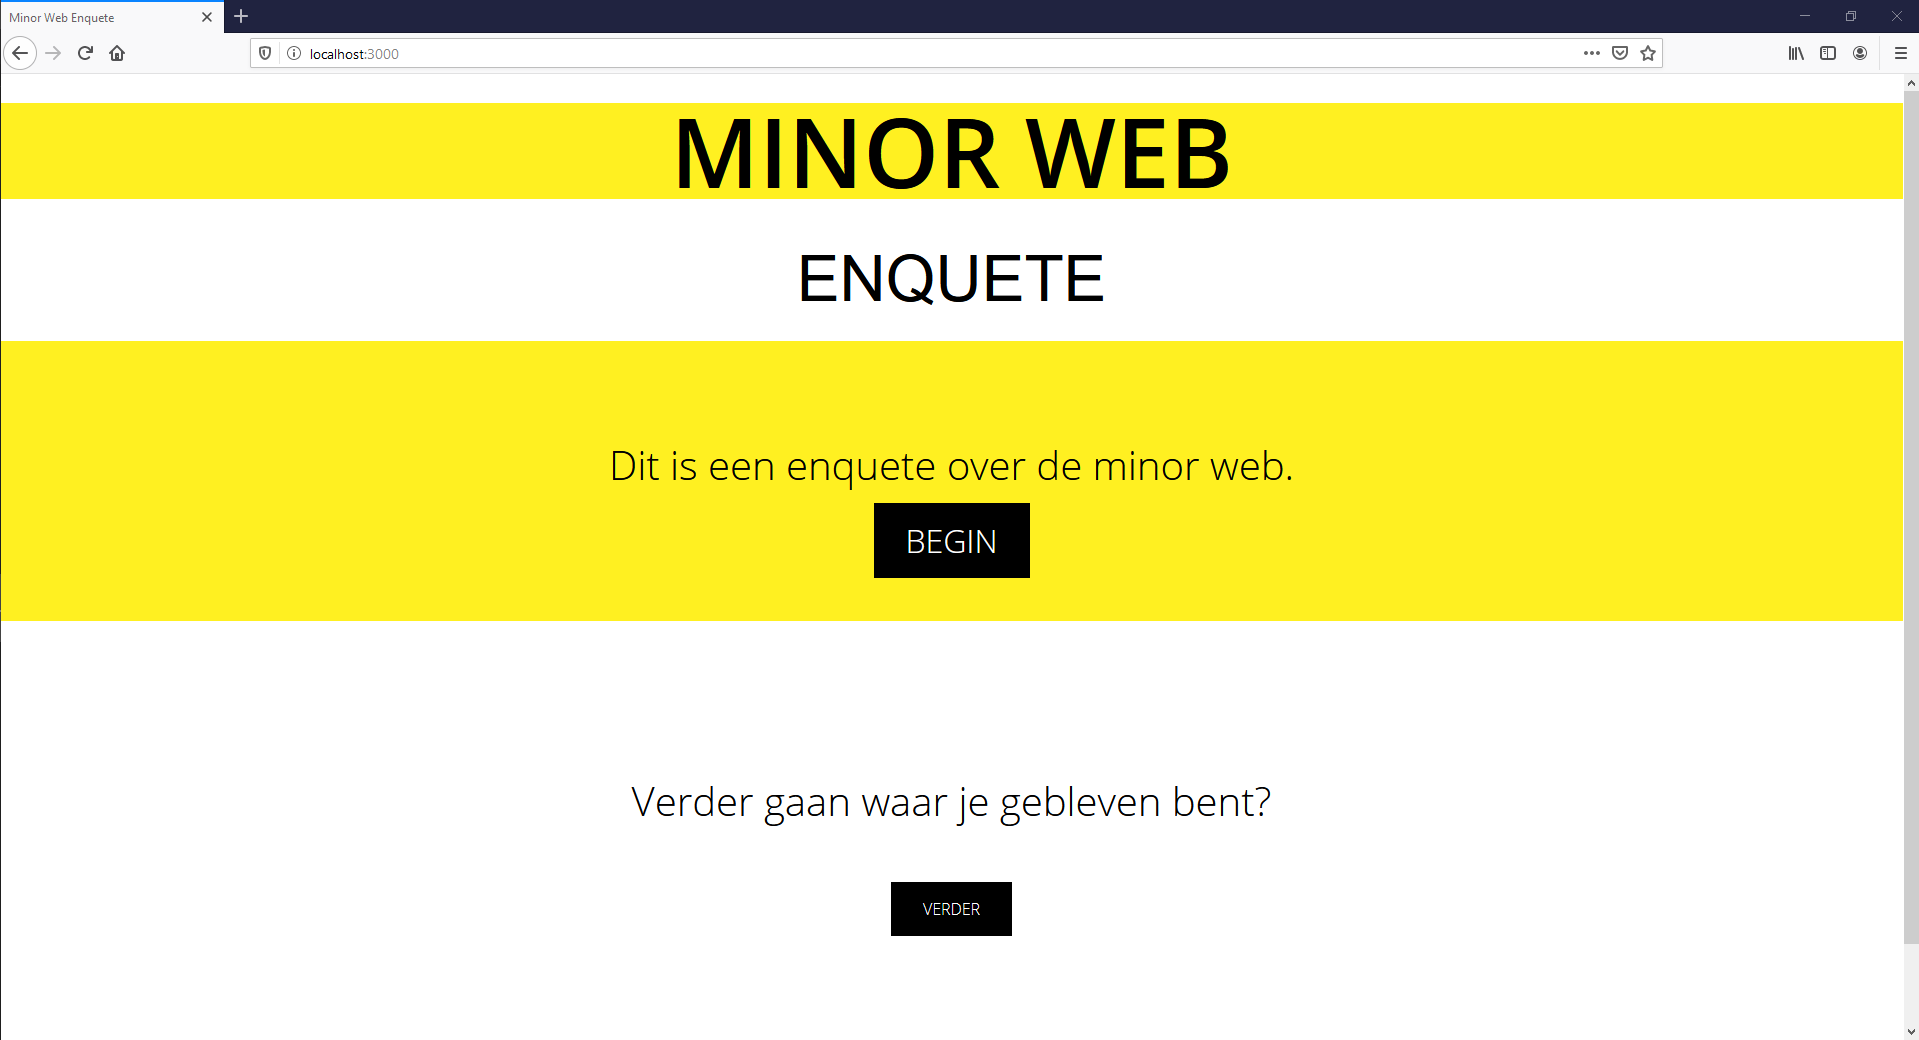 Minor Web Enquete
localhost:3000
MINOR WEB
ENQUETE
Dit is een enquete over de minor web.
BEGIN
Verder gaan waar je gebleven bent?
VERDER